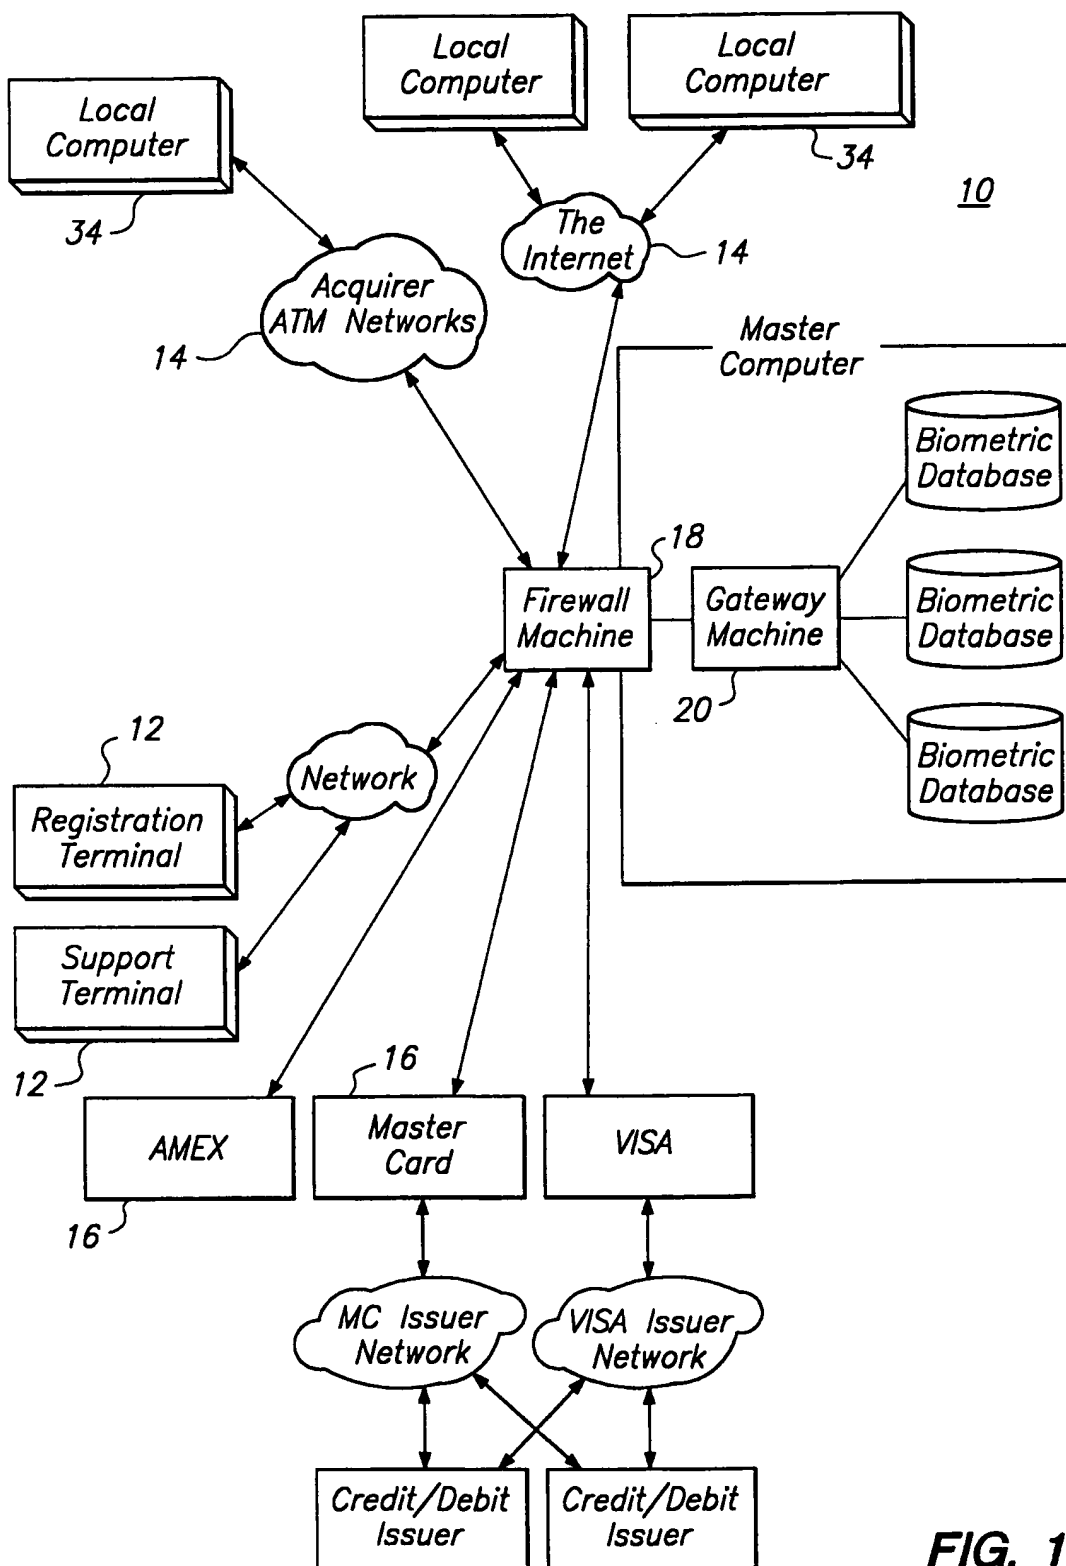 Local
Computer
Local
Computer
Local
Computer
34
34
10
The
Internet
14
Acquirer
ATM Networks
14
Master
Computer
Biometric
Database
18
Firewall
Machine
Gateway
Machine
20
Biometric
Database
Biometric
Database
12
Network
Registration
Terminal
Support
Terminal
12
16
AMEX
Master
Card
VISA
16
MC Issuer
Network
VISA Issuer
Network
Credit/Debit
Issuer
Credit/Debit
Issuer
FIG. 1